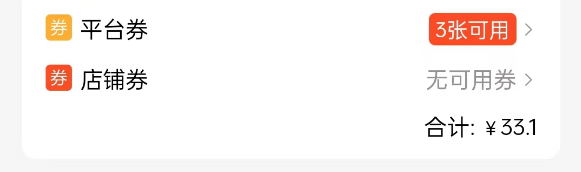 券 平台券 3张可用
券 店铺券 无可用券
合计: ¥33.1